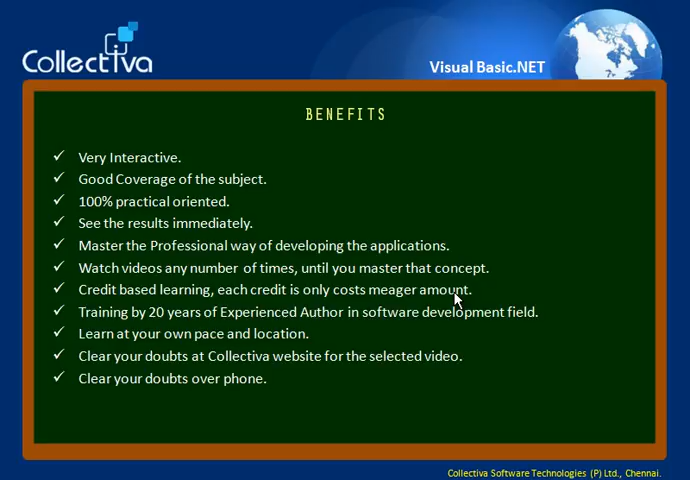 Collectiva
Visual Basic.NET
BENEFITS
✓ Very Interactive.
✓ Good Coverage of the subject.
✓ 100% practical oriented.
✓ See the results immediately.
✓ Master the Professional way of developing the applications.
✓ Watch videos any number of times, until you master that concept.
✓ Credit based learning, each credit is only costs meager amount.
✓ Training by 20 years of Experienced Author in software development field.
✓ Learn at your own pace and location.
✓ Clear your doubts at Collectiva website for the selected video.
✓ Clear your doubts over phone.
Collectiva Software Technologies (P) Ltd., Chennai.